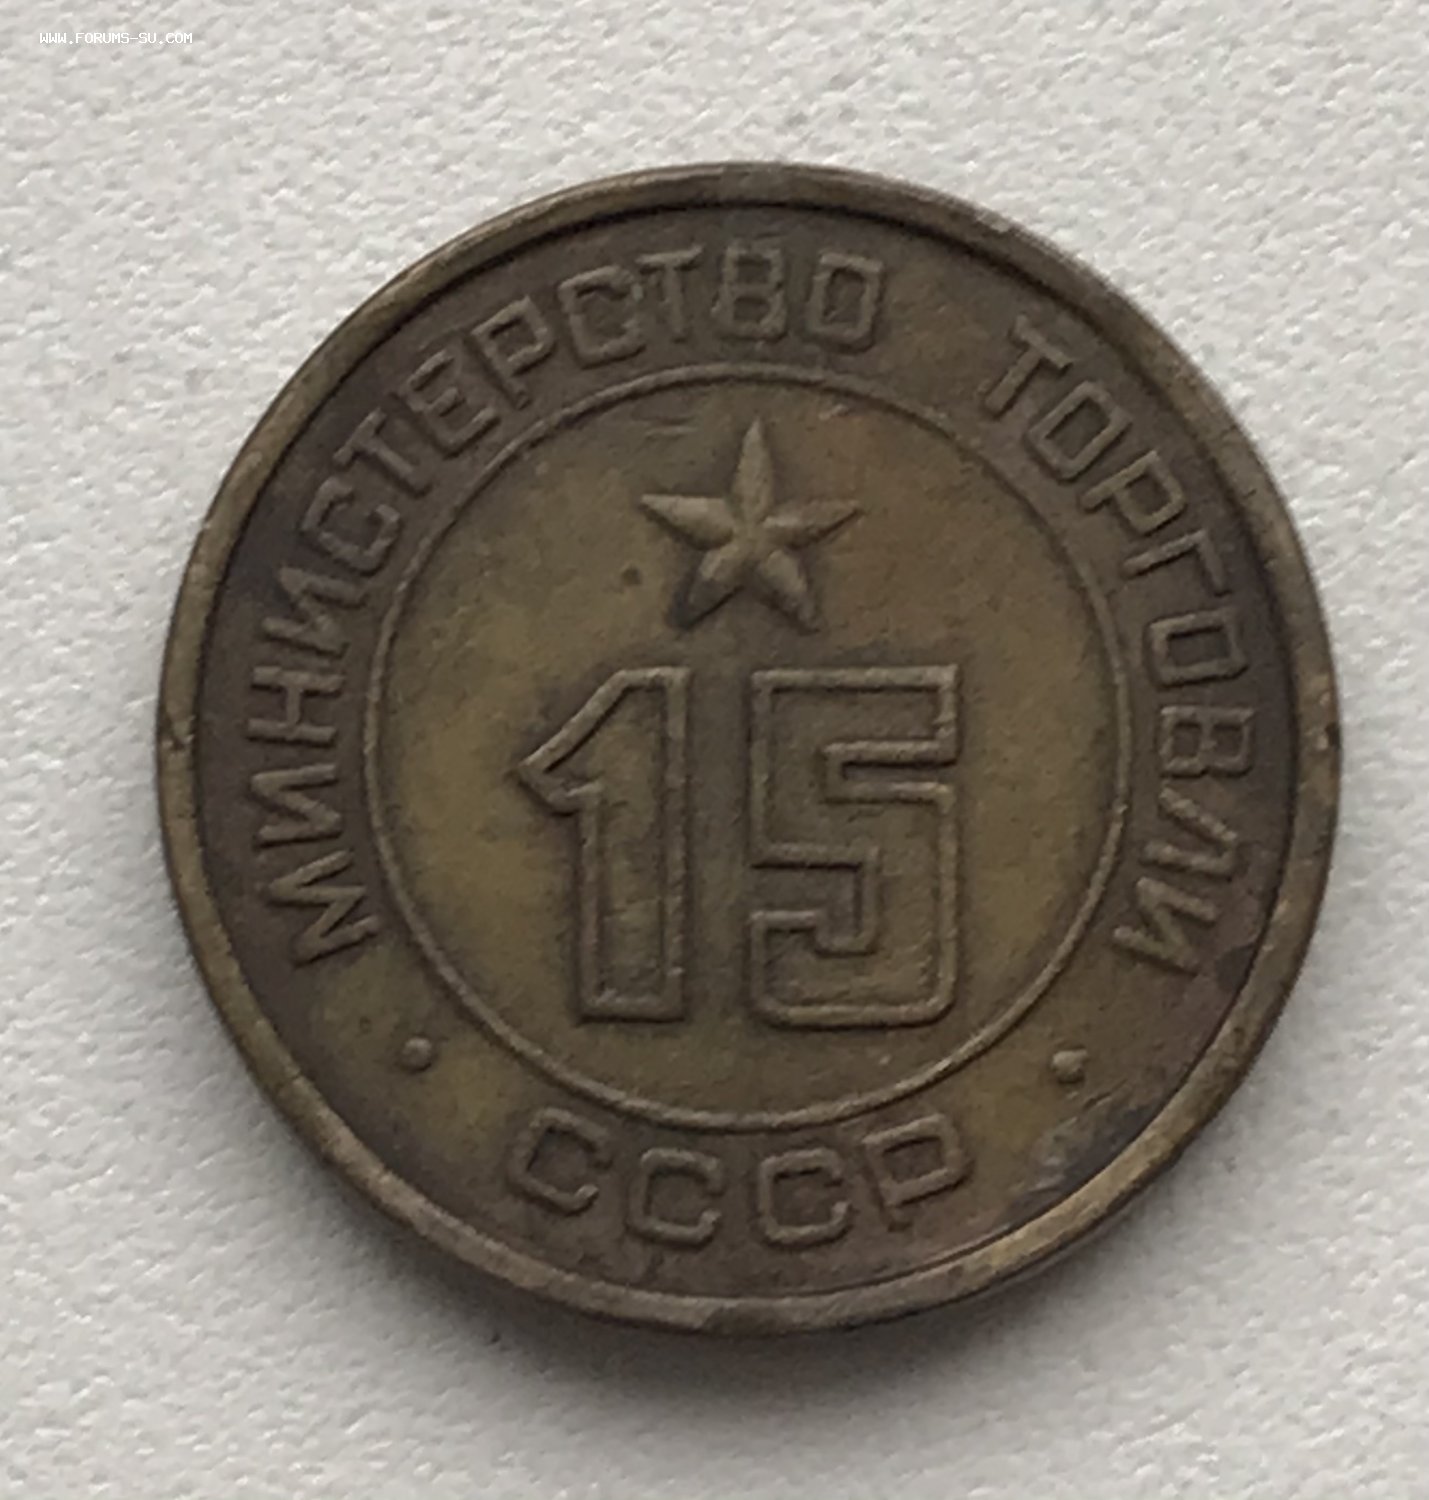 WWW.FORUMS-SU.COM
МИНИСТЕРСТВО ТОРГОВЛИ
15
• СССР •